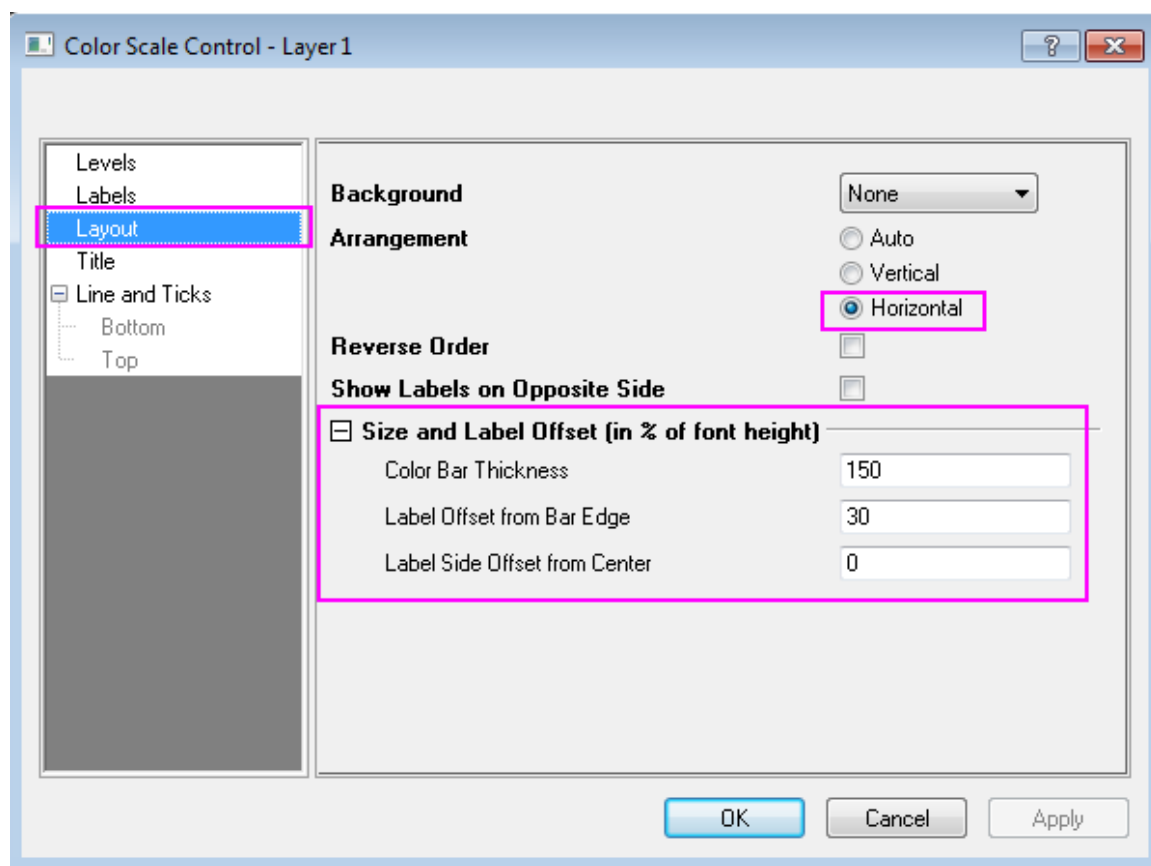 Color Scale Control - Layer 1
Levels
Labels
Layout
Title
Line and Ticks
Bottom
Top
Background
None
Arrangement
Auto
Vertical
Horizontal
Reverse Order
Show Labels on Opposite Side
Size and Label Offset (in % of font height)
Color Bar Thickness
150
Label Offset from Bar Edge
30
Label Side Offset from Center
0
OK
Cancel
Apply